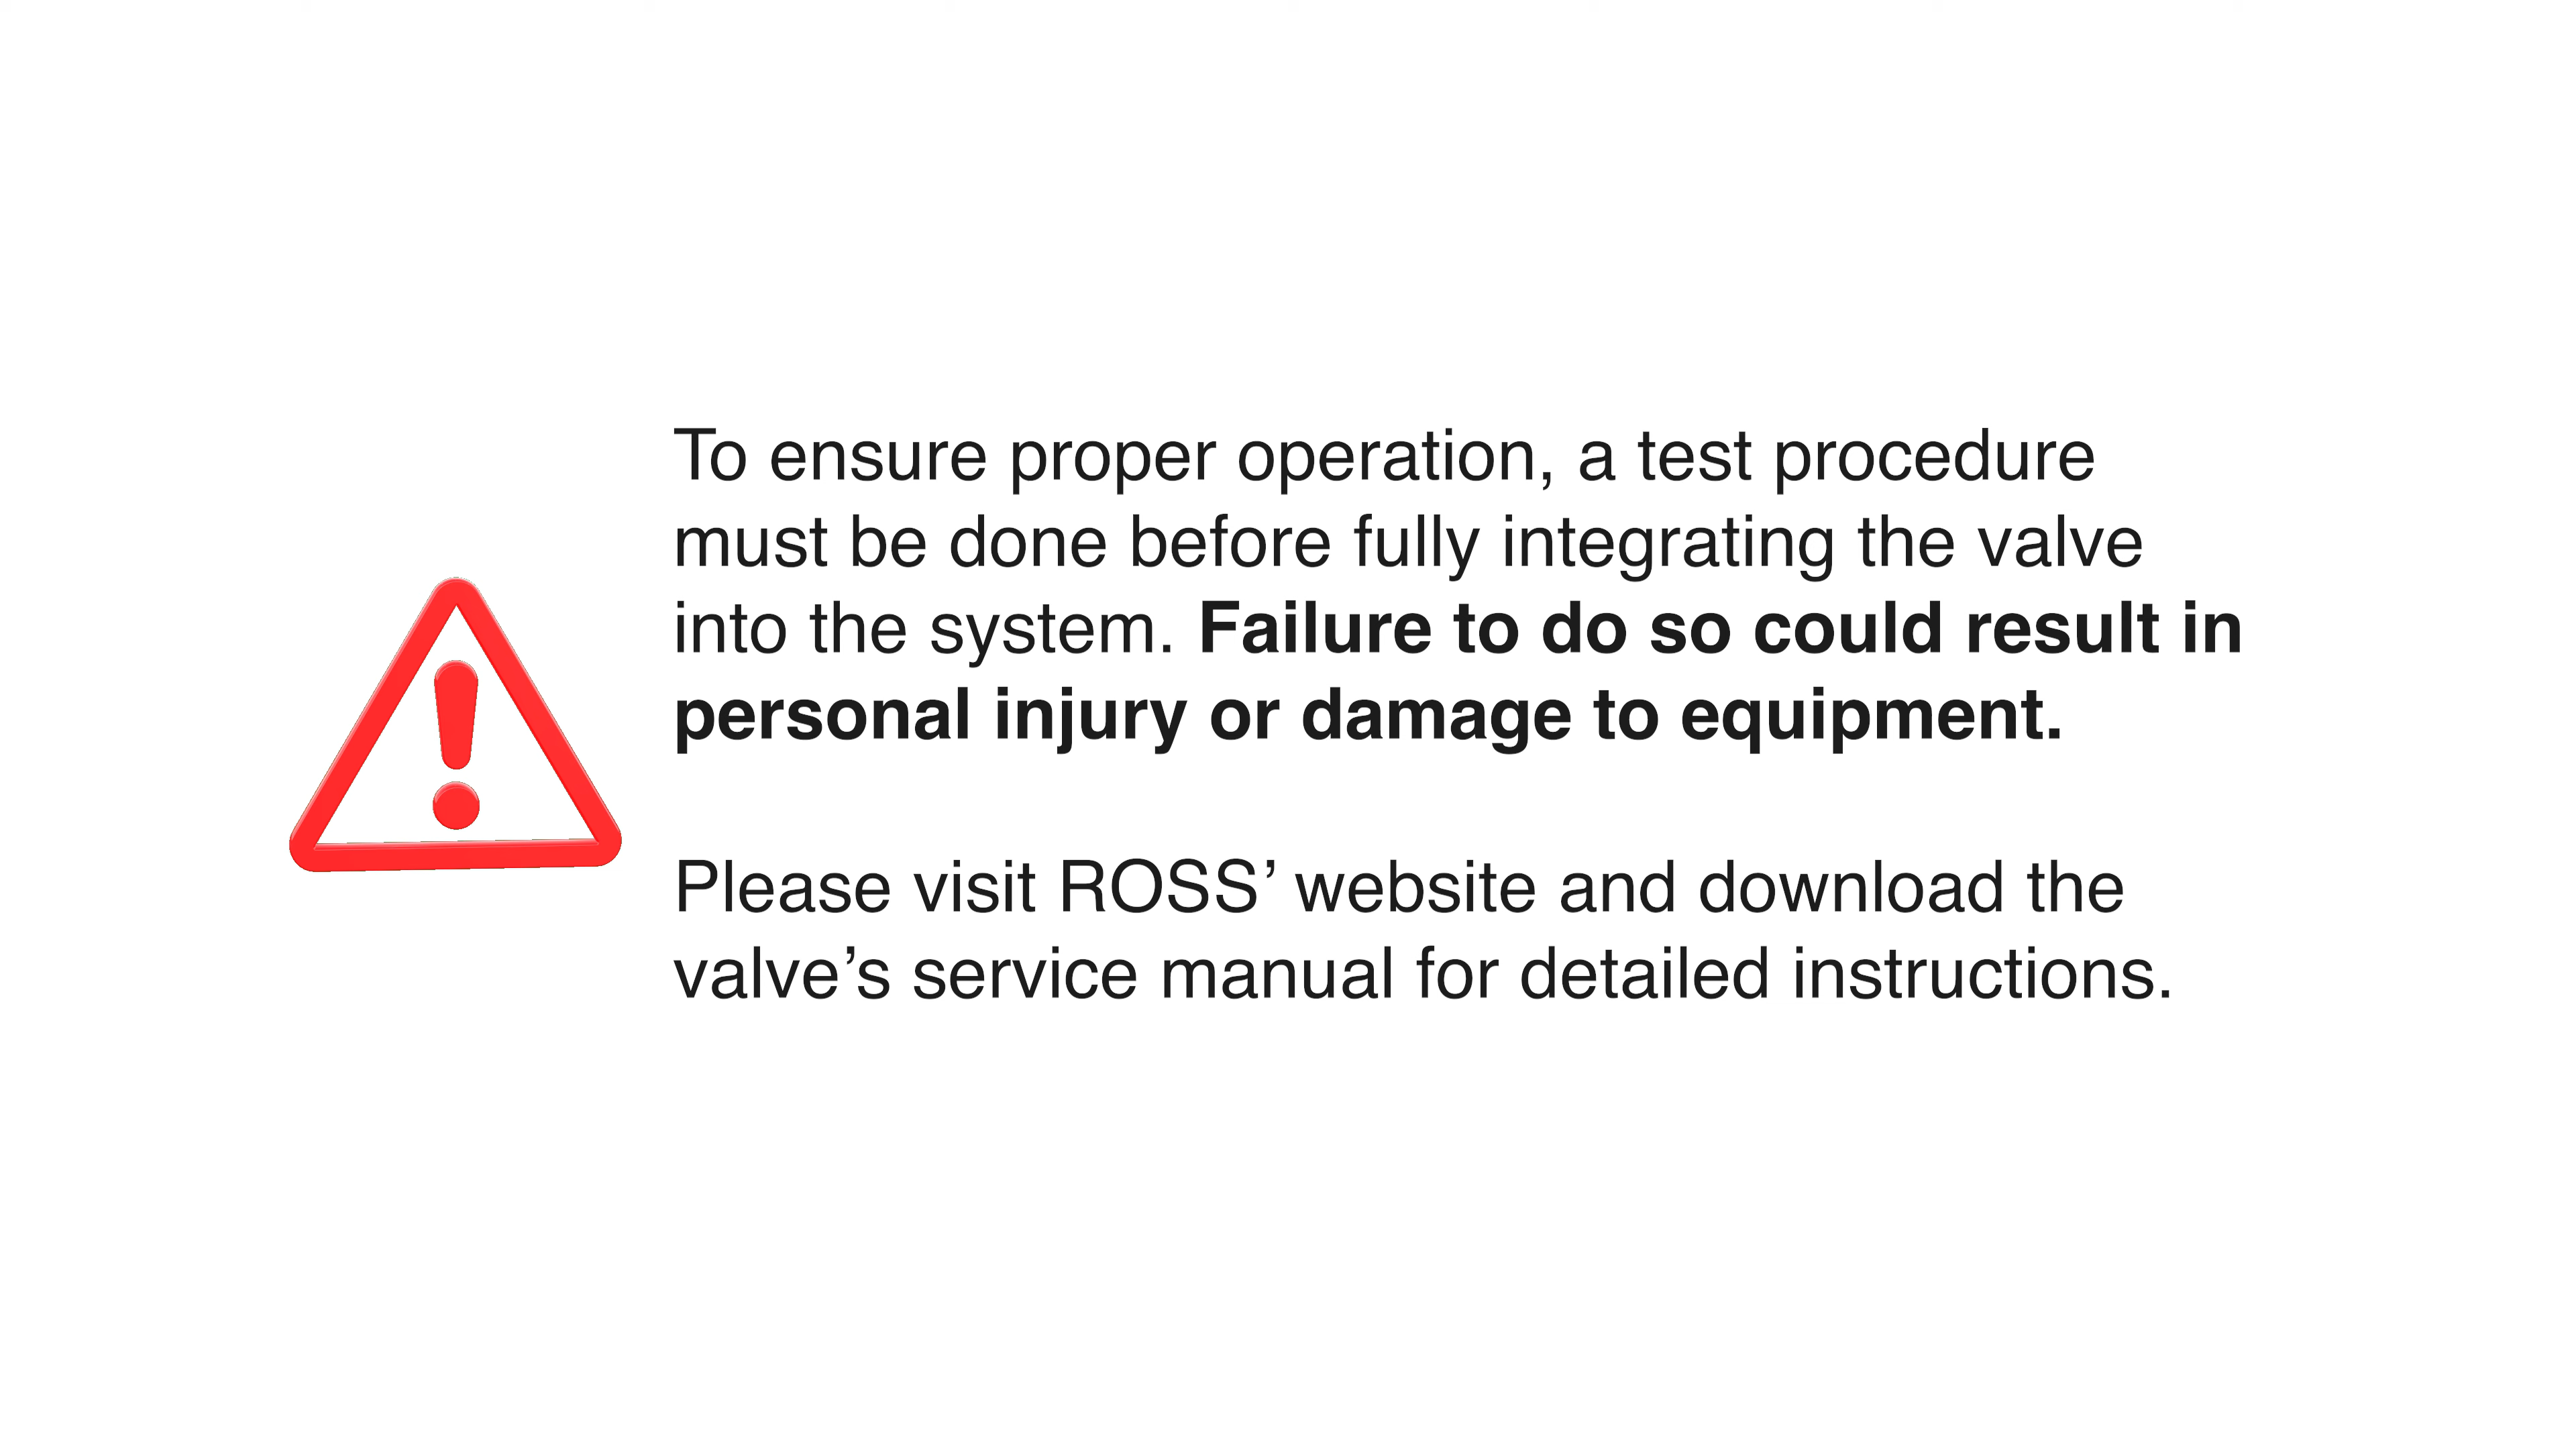 To ensure proper operation, a test procedure
must be done before fully integrating the valve
into the system. Failure to do so could result in
personal injury or damage to equipment.
Please visit ROSS’ website and download the
valve’s service manual for detailed instructions.